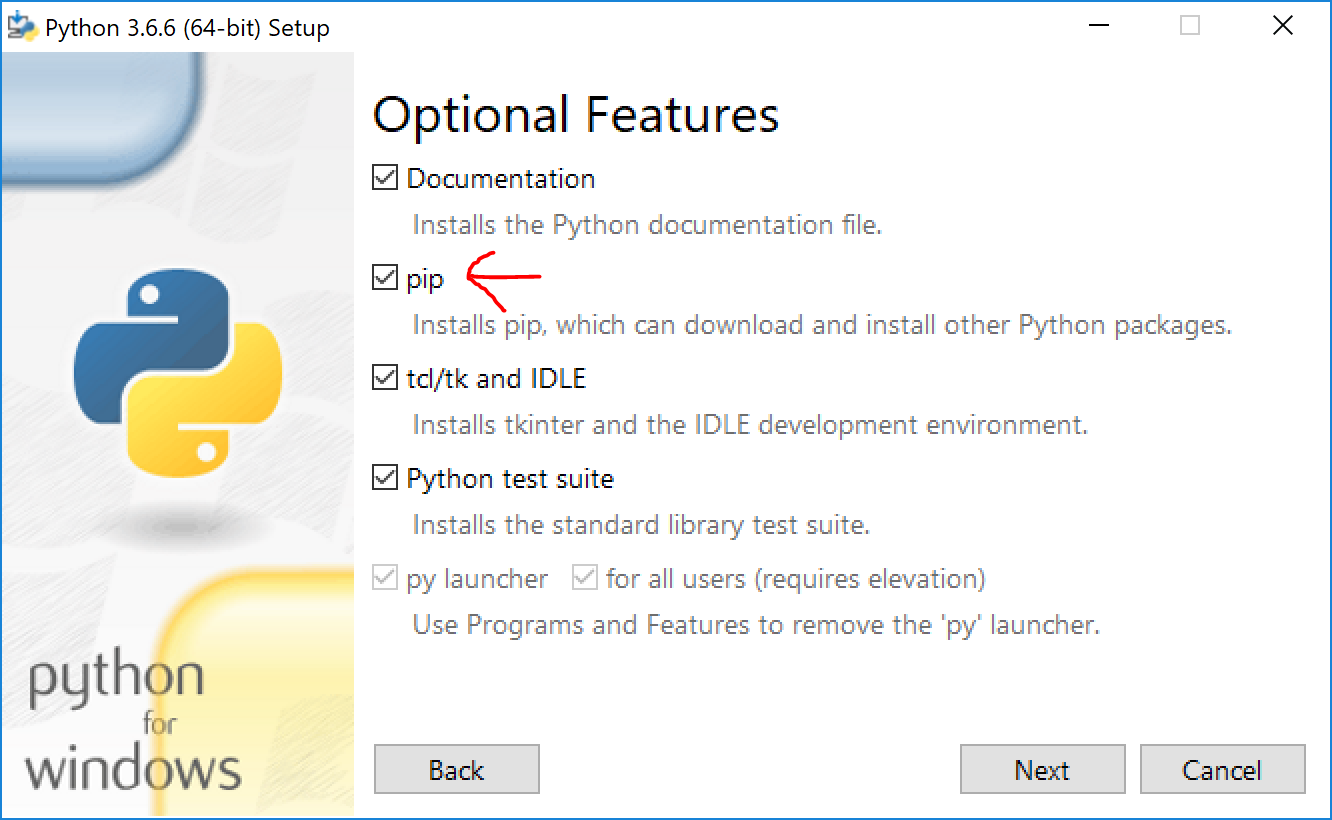 Python 3.6.6 (64-bit) Setup
Optional Features
Documentation
Installs the Python documentation file.
pip
Installs pip, which can download and install other Python packages.
tcl/tk and IDLE
Installs tkinter and the IDLE development environment.
Python test suite
Installs the standard library test suite.
py launcher for all users (requires elevation)
Use Programs and Features to remove the 'py' launcher.
python
for
windows
Back Next Cancel